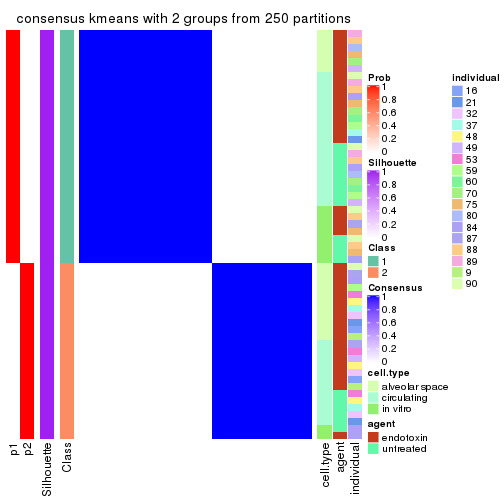 consensus kmeans with 2 groups from 250 partitions
Prob
1
0.8
0.6
0.4
0.2
0
Silhouette
1
0.8
0.6
0.4
0.2
0
Class
1
2
Consensus
1
0.8
0.6
0.4
0.2
0
cell.type
alveolar space
circulating
in vitro
agent
endotoxin
untreated
individual
16
21
32
37
48
49
53
59
60
70
75
80
84
87
88
89
9
90
p1
p2
Silhouette
Class
cell.type
agent
individual